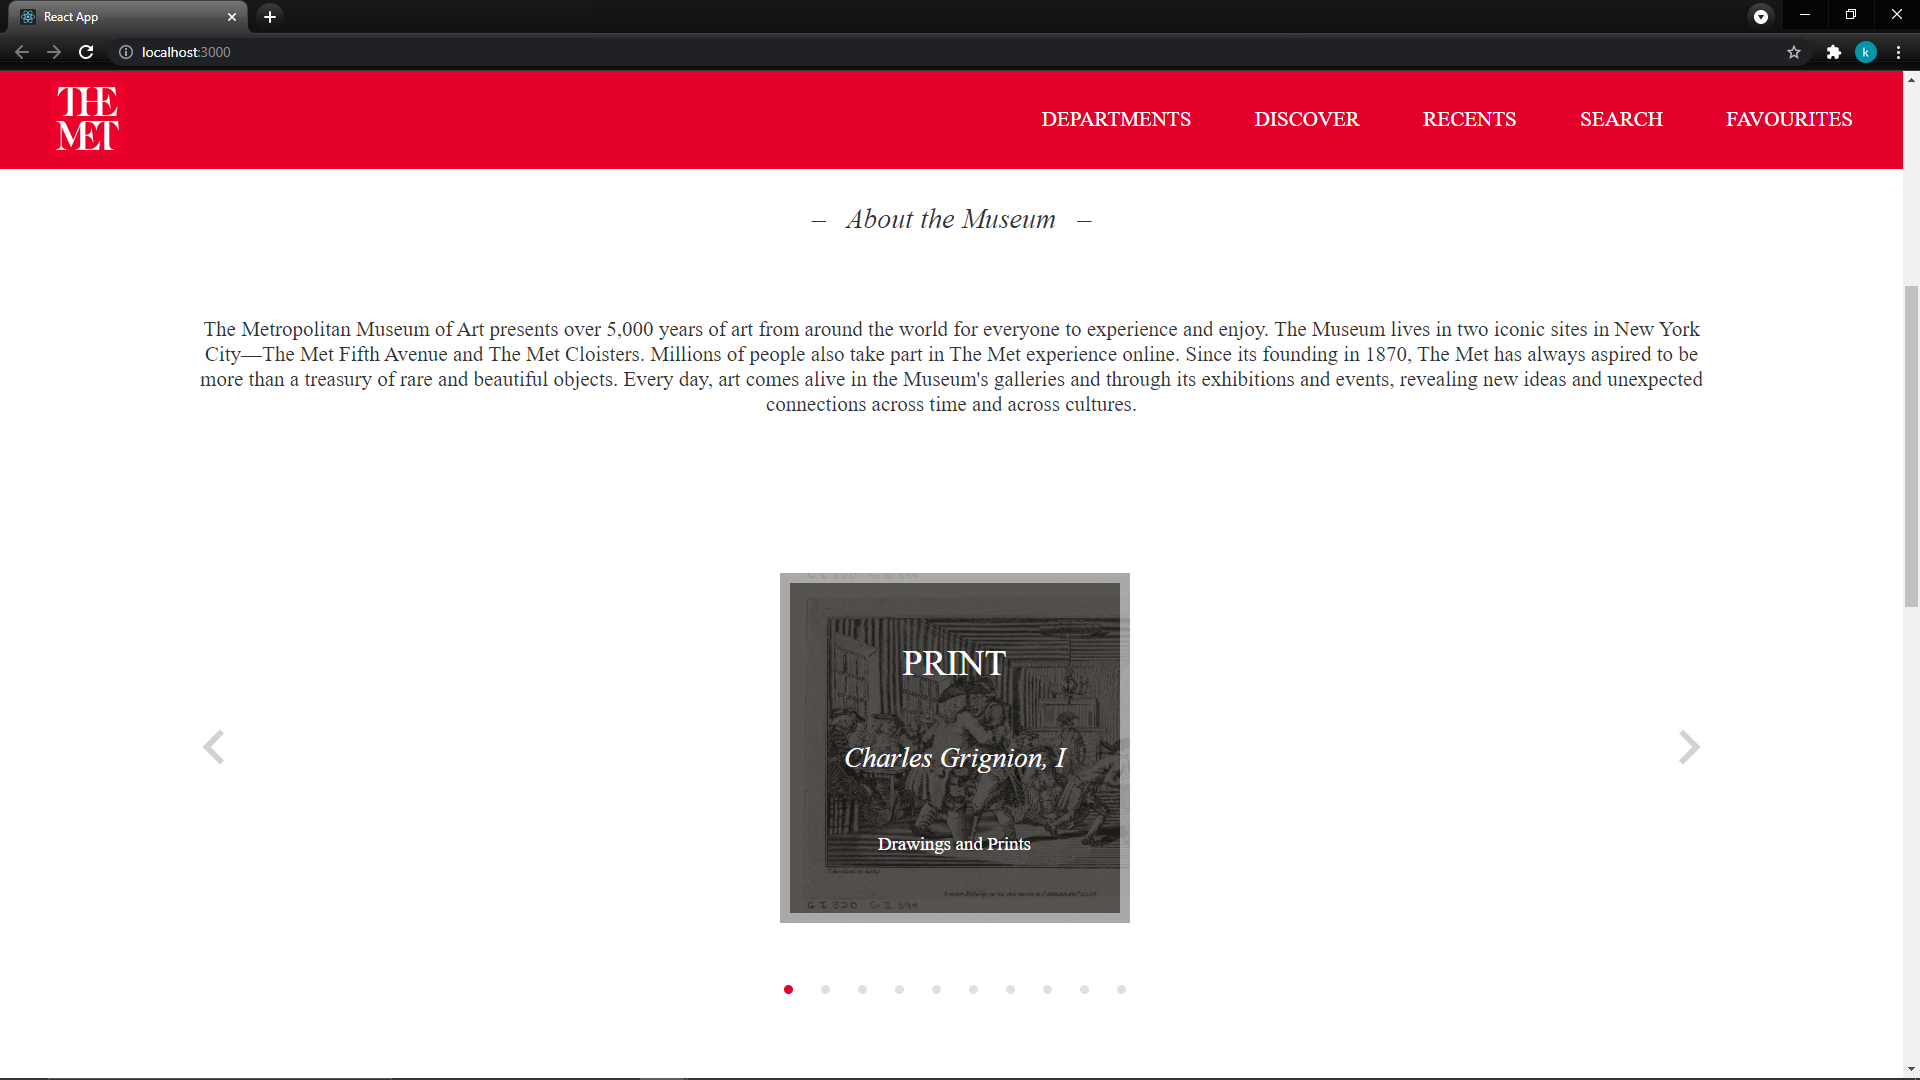 React App
localhost:3000
k
THE
MET
DEPARTMENTS DISCOVER RECENTS SEARCH FAVOURITES
– About the Museum –
The Metropolitan Museum of Art presents over 5,000 years of art from around the world for everyone to experience and enjoy. The Museum lives in two iconic sites in New York
City—The Met Fifth Avenue and The Met Cloisters. Millions of people also take part in The Met experience online. Since its founding in 1870, The Met has always aspired to be
more than a treasury of rare and beautiful objects. Every day, art comes alive in the Museum's galleries and through its exhibitions and events, revealing new ideas and unexpected
connections across time and across cultures.
PRINT
Charles Grignion, I
Drawings and Prints
G I 320 G II 394